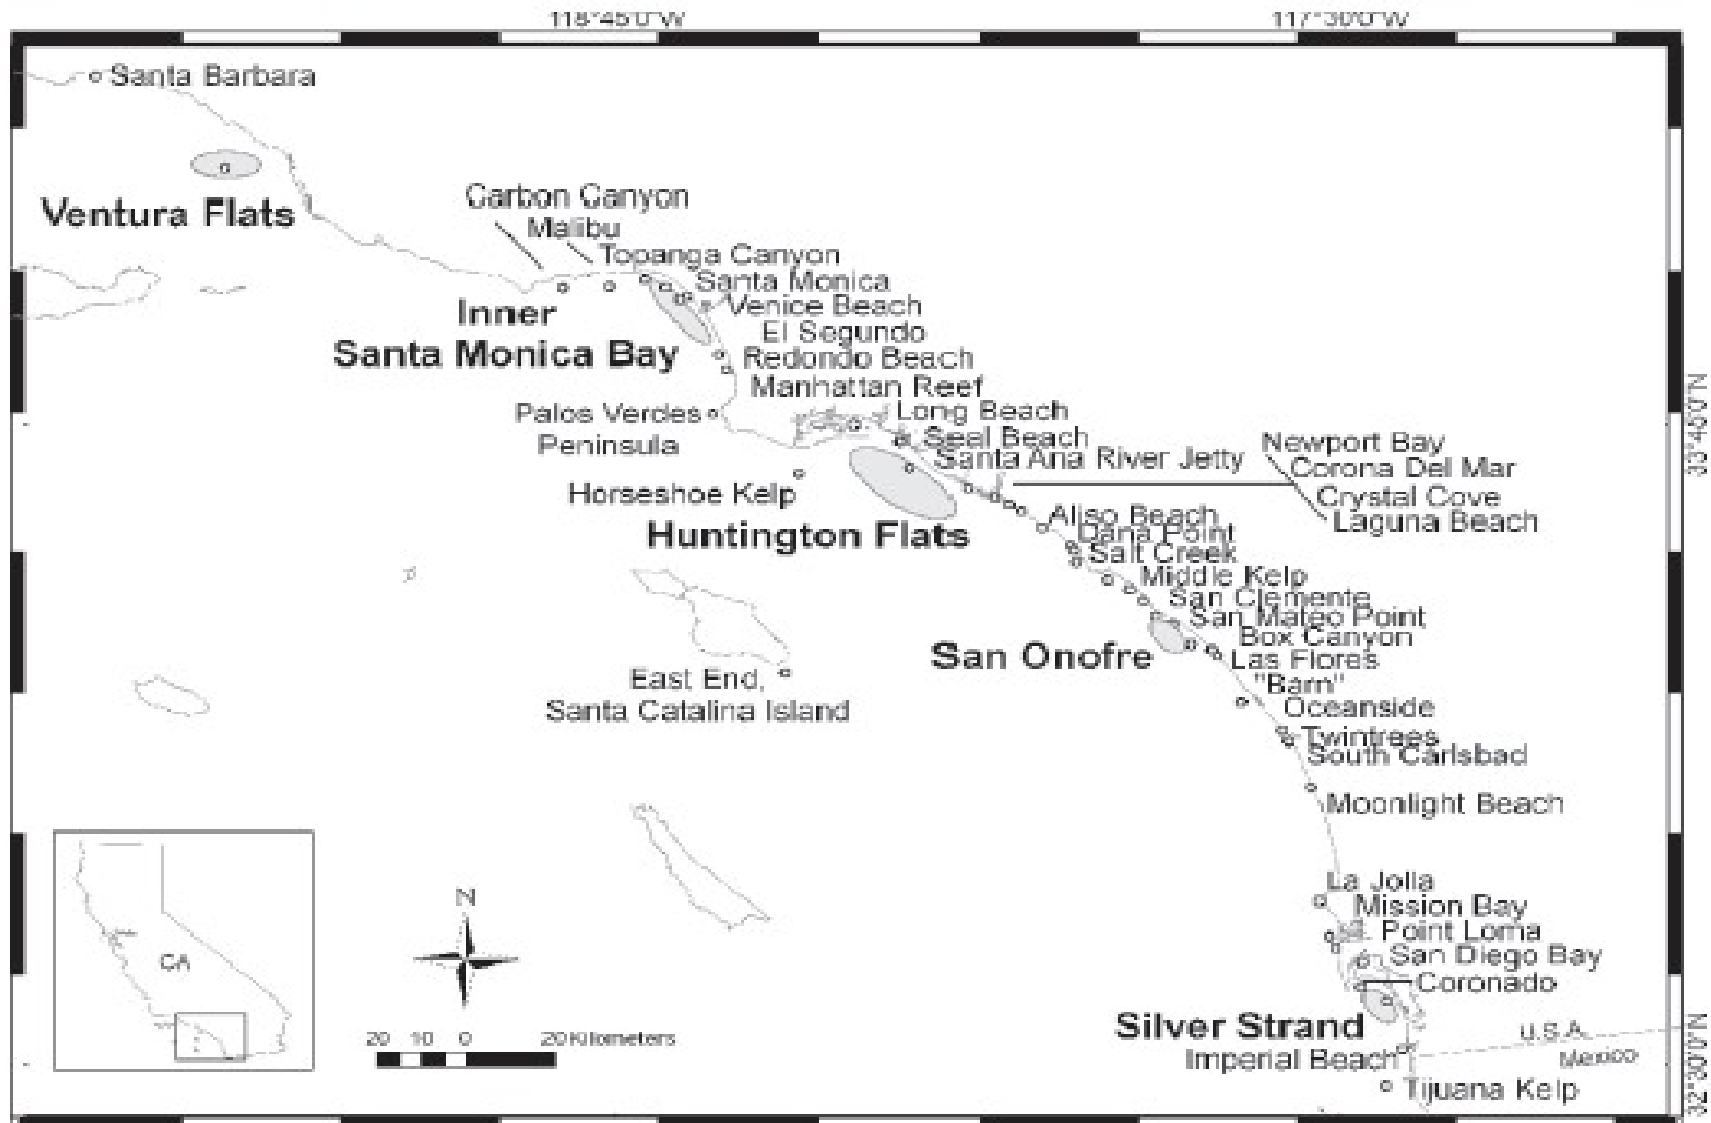 118°45'0"W
117°30'0"W
Santa Barbara
Ventura Flats
Carbon Canyon
Malibu
Topanga Canyon
Santa Monica
Venice Beach
Inner
Santa Monica Bay
El Segundo
Redondo Beach
Manhattan Reef
Palos Verdes
Peninsula
Long Beach
Seal Beach
Santa Ana River Jetty
Newport Bay
Corona Del Mar
Crystal Cove
Laguna Beach
33°45'0"N
Horseshoe Kelp
Huntington Flats
Aliso Beach
Dana Point
Salt Creek
Middle Kelp
San Clemente
San Mateo Point
Box Canyon
San Onofre
Las Flores
"Barn"
East End,
Santa Catalina Island
Oceanside
Twintrees
South Carlsbad
Moonlight Beach
La Jolla
Mission Bay
Point Loma
San Diego Bay
Coronado
Silver Strand
Imperial Beach
Tijuana Kelp
U.S.A.
Mexico
32°30'0"N
CA
N
20 10 0 20 Kilometers